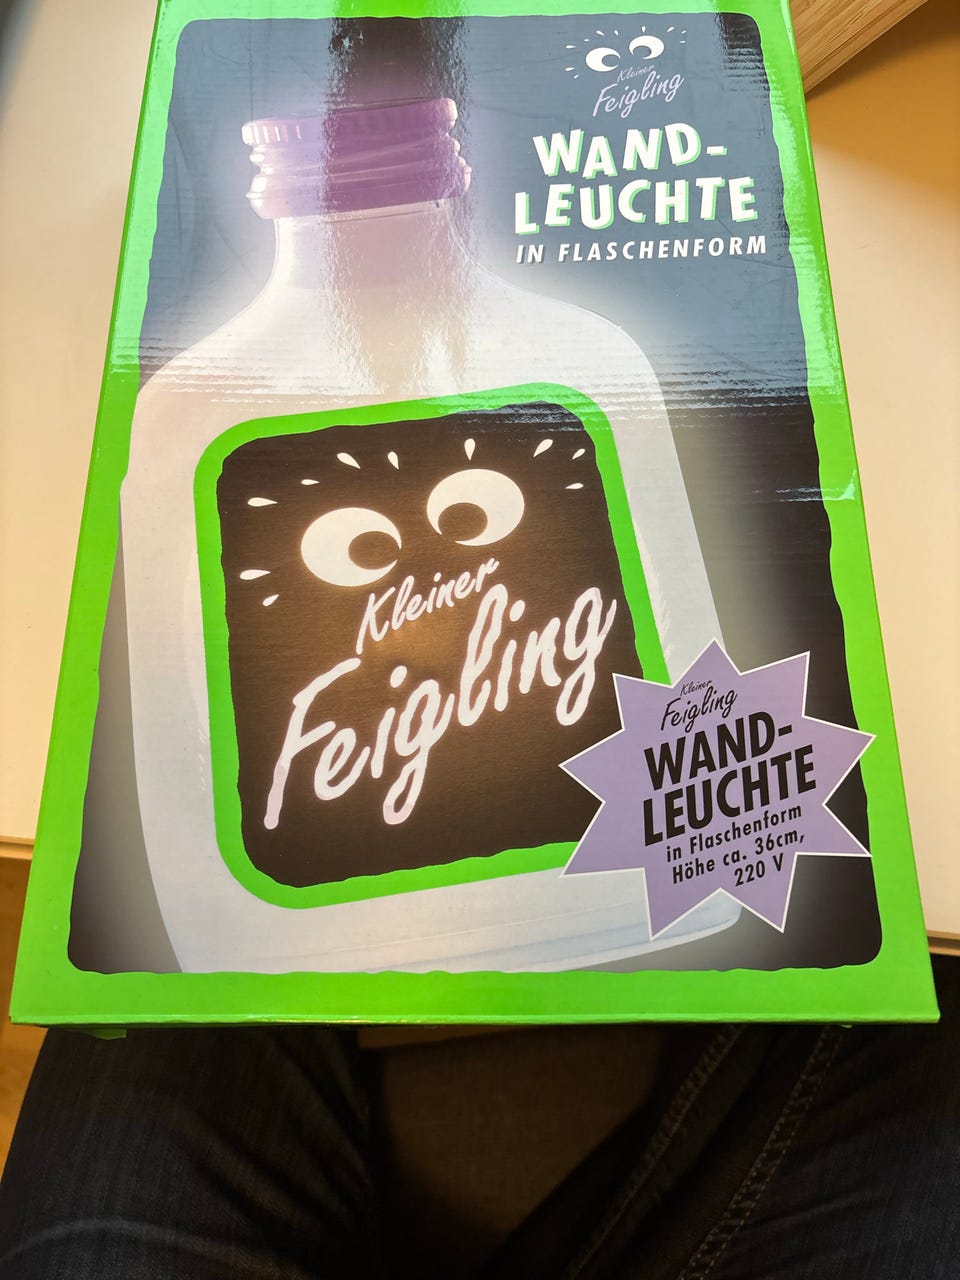 Kleiner
Feigling
WAND-
LEUCHTE
IN FLASCHENFORM
Kleiner
Feigling
Kleiner
Feigling
WAND-
LEUCHTE
in Flaschenform
Höhe ca. 36cm,
220 V